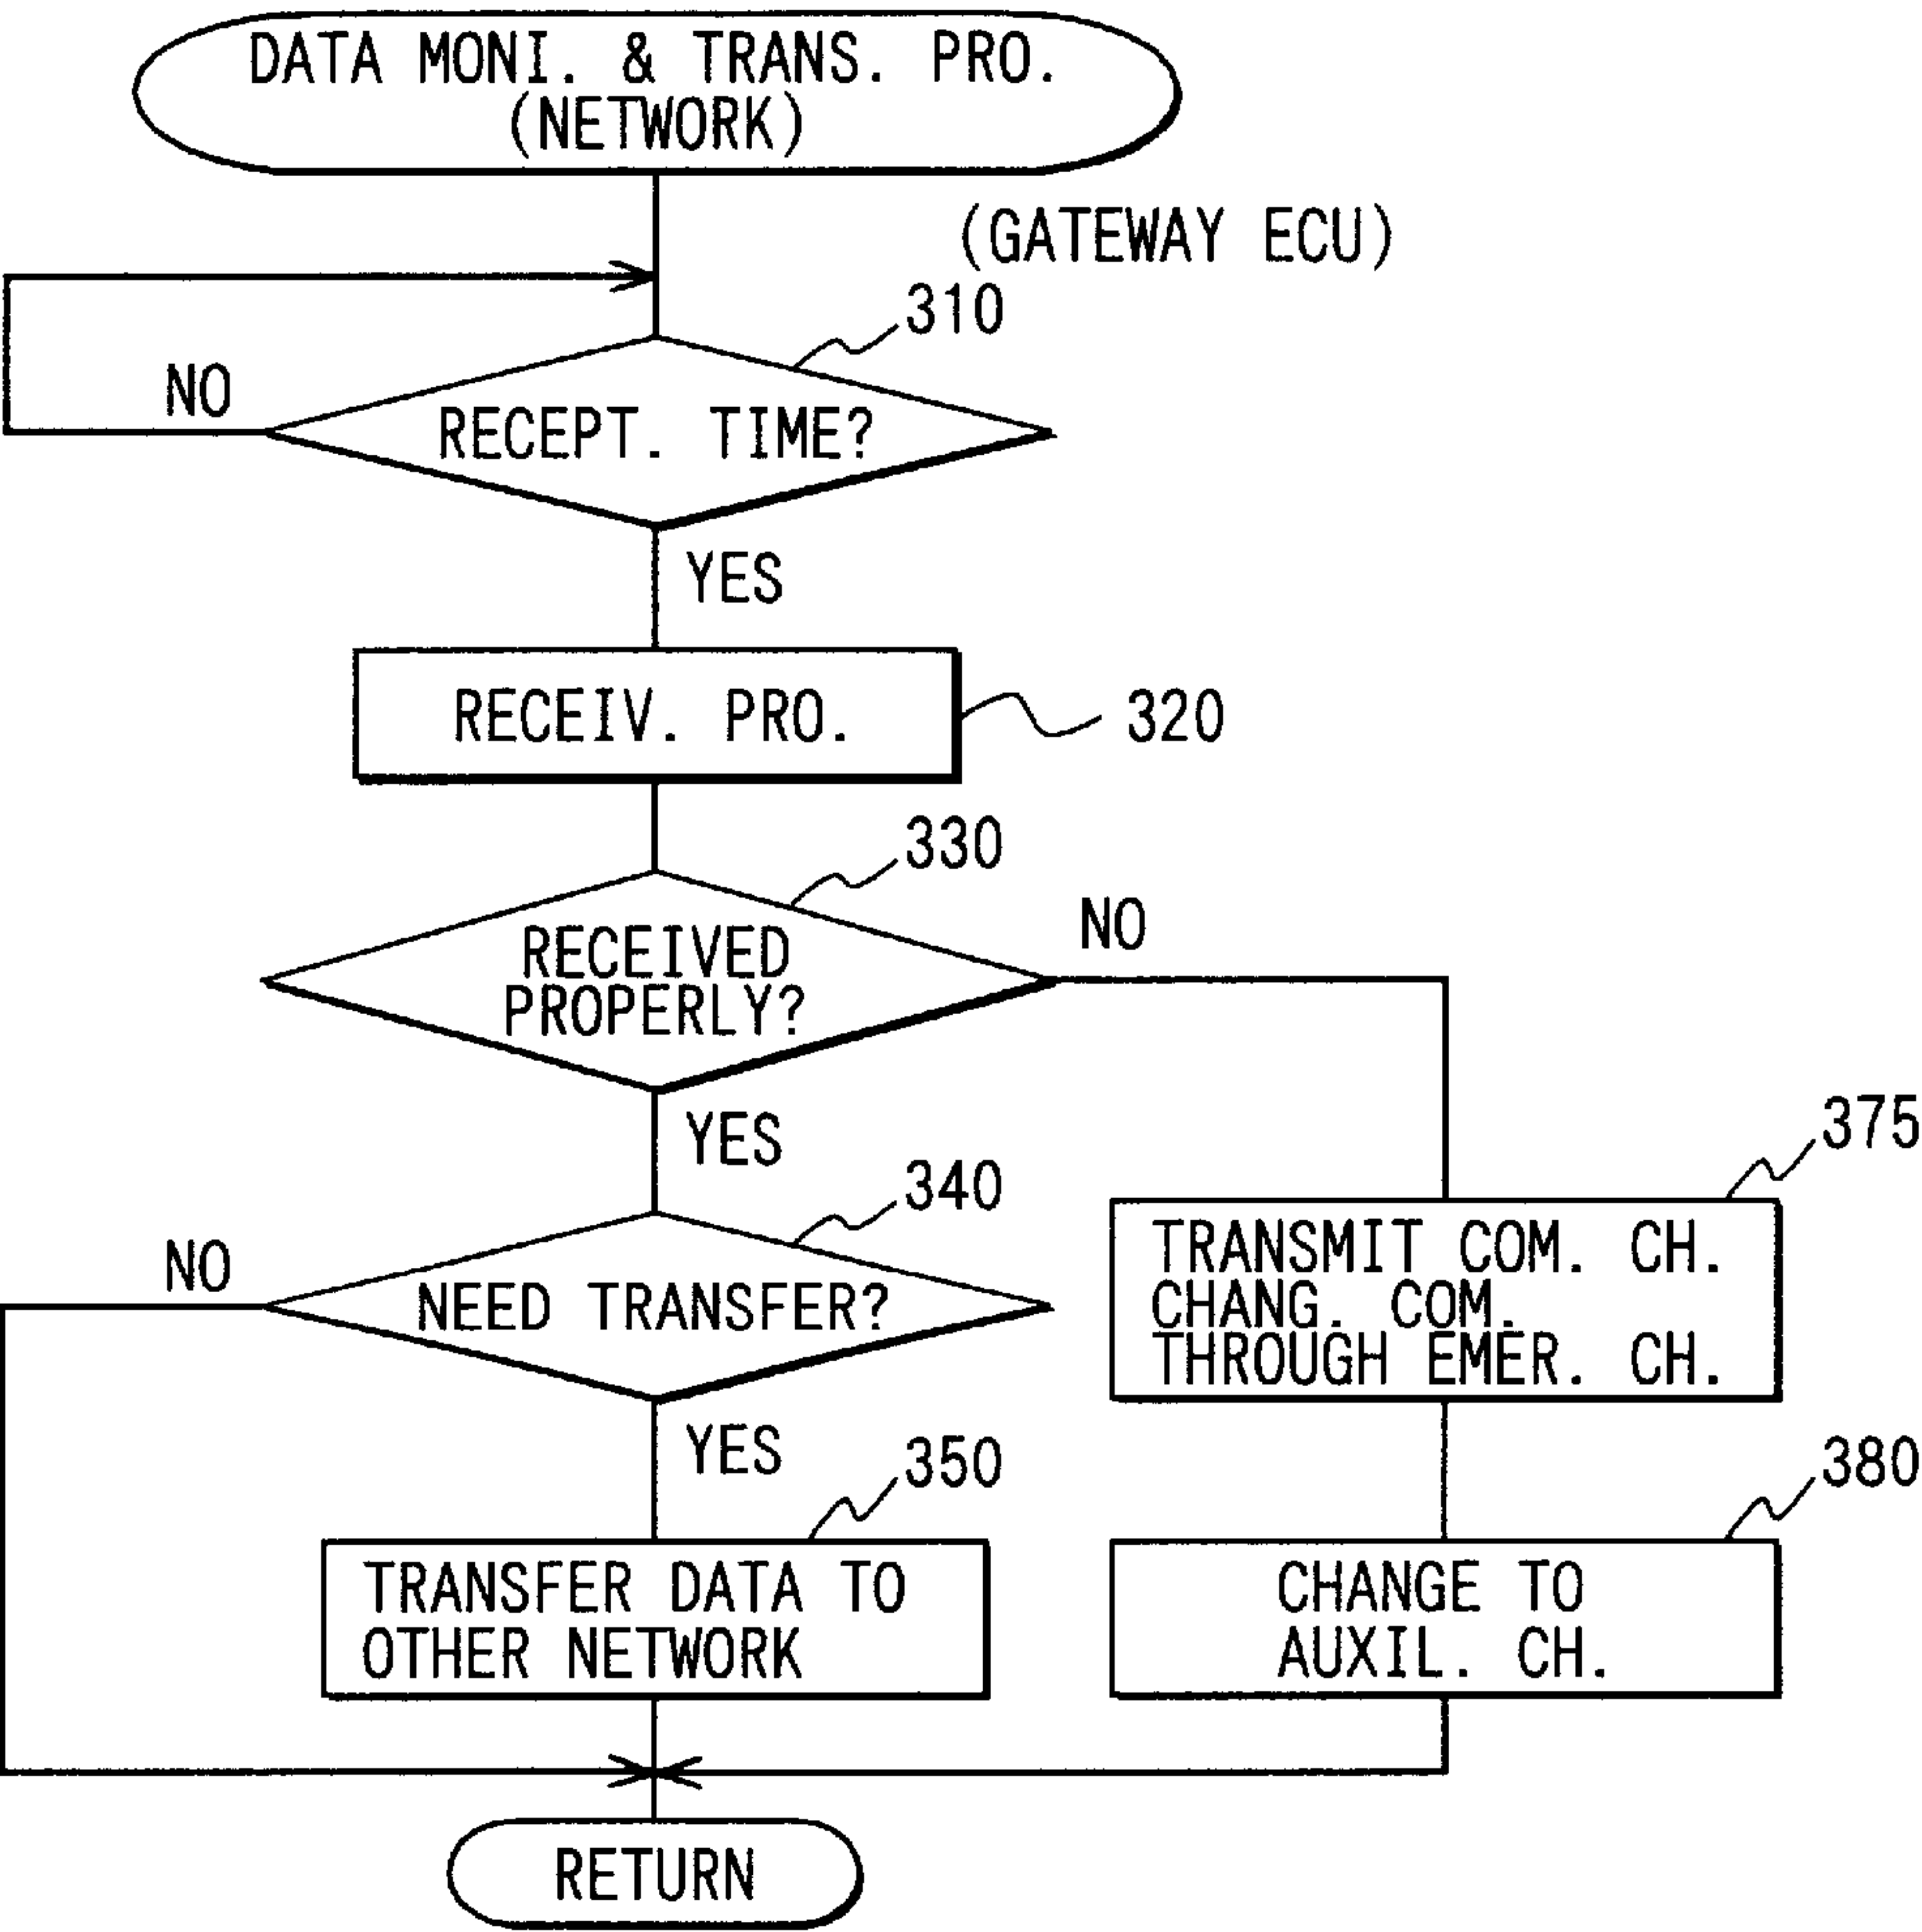 DATA MONI. & TRANS. PRO.
(NETWORK)
(GATEWAY ECU)
310
NO
RECEPT. TIME?
YES
RECEIV. PRO.
320
330
NO
RECEIVED
PROPERLY?
YES
375
340
NO
NEED TRANSFER?
TRANSMIT COM. CH.
CHANG. COM.
THROUGH EMER. CH.
YES
350
380
TRANSFER DATA TO
OTHER NETWORK
CHANGE TO
AUXIL. CH.
RETURN